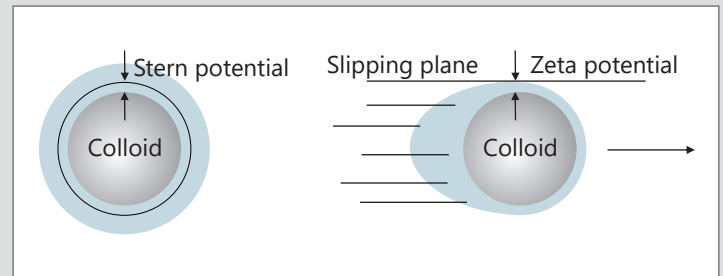 Stern potential
Slipping plane
Zeta potential
Colloid
Colloid